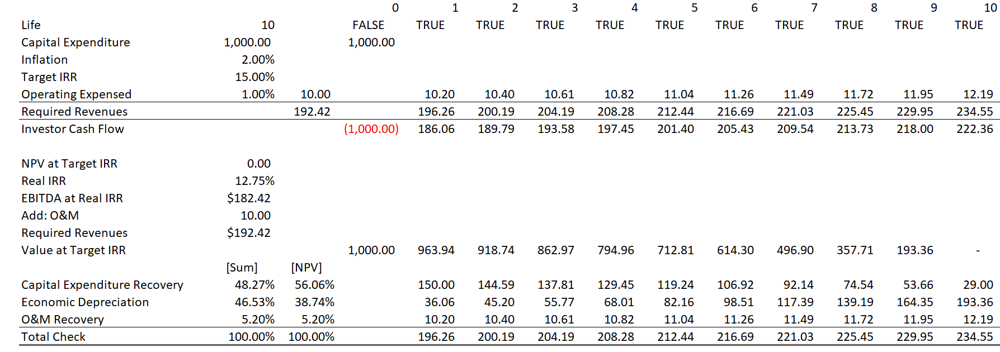 0 1 2 3 4 5 6 7 8 9 10
Life 10 FALSE TRUE TRUE TRUE TRUE TRUE TRUE TRUE TRUE TRUE TRUE
Capital Expenditure 1,000.00 1,000.00
Inflation 2.00%
Target IRR 15.00%
Operating Expensed 1.00% 10.00 10.20 10.40 10.61 10.82 11.04 11.26 11.49 11.72 11.95 12.19
Required Revenues 192.42 196.26 200.19 204.19 208.28 212.44 216.69 221.03 225.45 229.95 234.55
Investor Cash Flow (1,000.00) 186.06 189.79 193.58 197.45 201.40 205.43 209.54 213.73 218.00 222.36
NPV at Target IRR 0.00
Real IRR 12.75%
EBITDA at Real IRR $182.42
Add: O&M 10.00
Required Revenues $192.42
Value at Target IRR 1,000.00 963.94 918.74 862.97 794.96 712.81 614.30 496.90 357.71 193.36 -
[Sum] [NPV]
Capital Expenditure Recovery 48.27% 56.06% 150.00 144.59 137.81 129.45 119.24 106.92 92.14 74.54 53.66 29.00
Economic Depreciation 46.53% 38.74% 36.06 45.20 55.77 68.01 82.16 98.51 117.39 139.19 164.35 193.36
O&M Recovery 5.20% 5.20% 10.20 10.40 10.61 10.82 11.04 11.26 11.49 11.72 11.95 12.19
Total Check 100.00% 100.00% 196.26 200.19 204.19 208.28 212.44 216.69 221.03 225.45 229.95 234.55